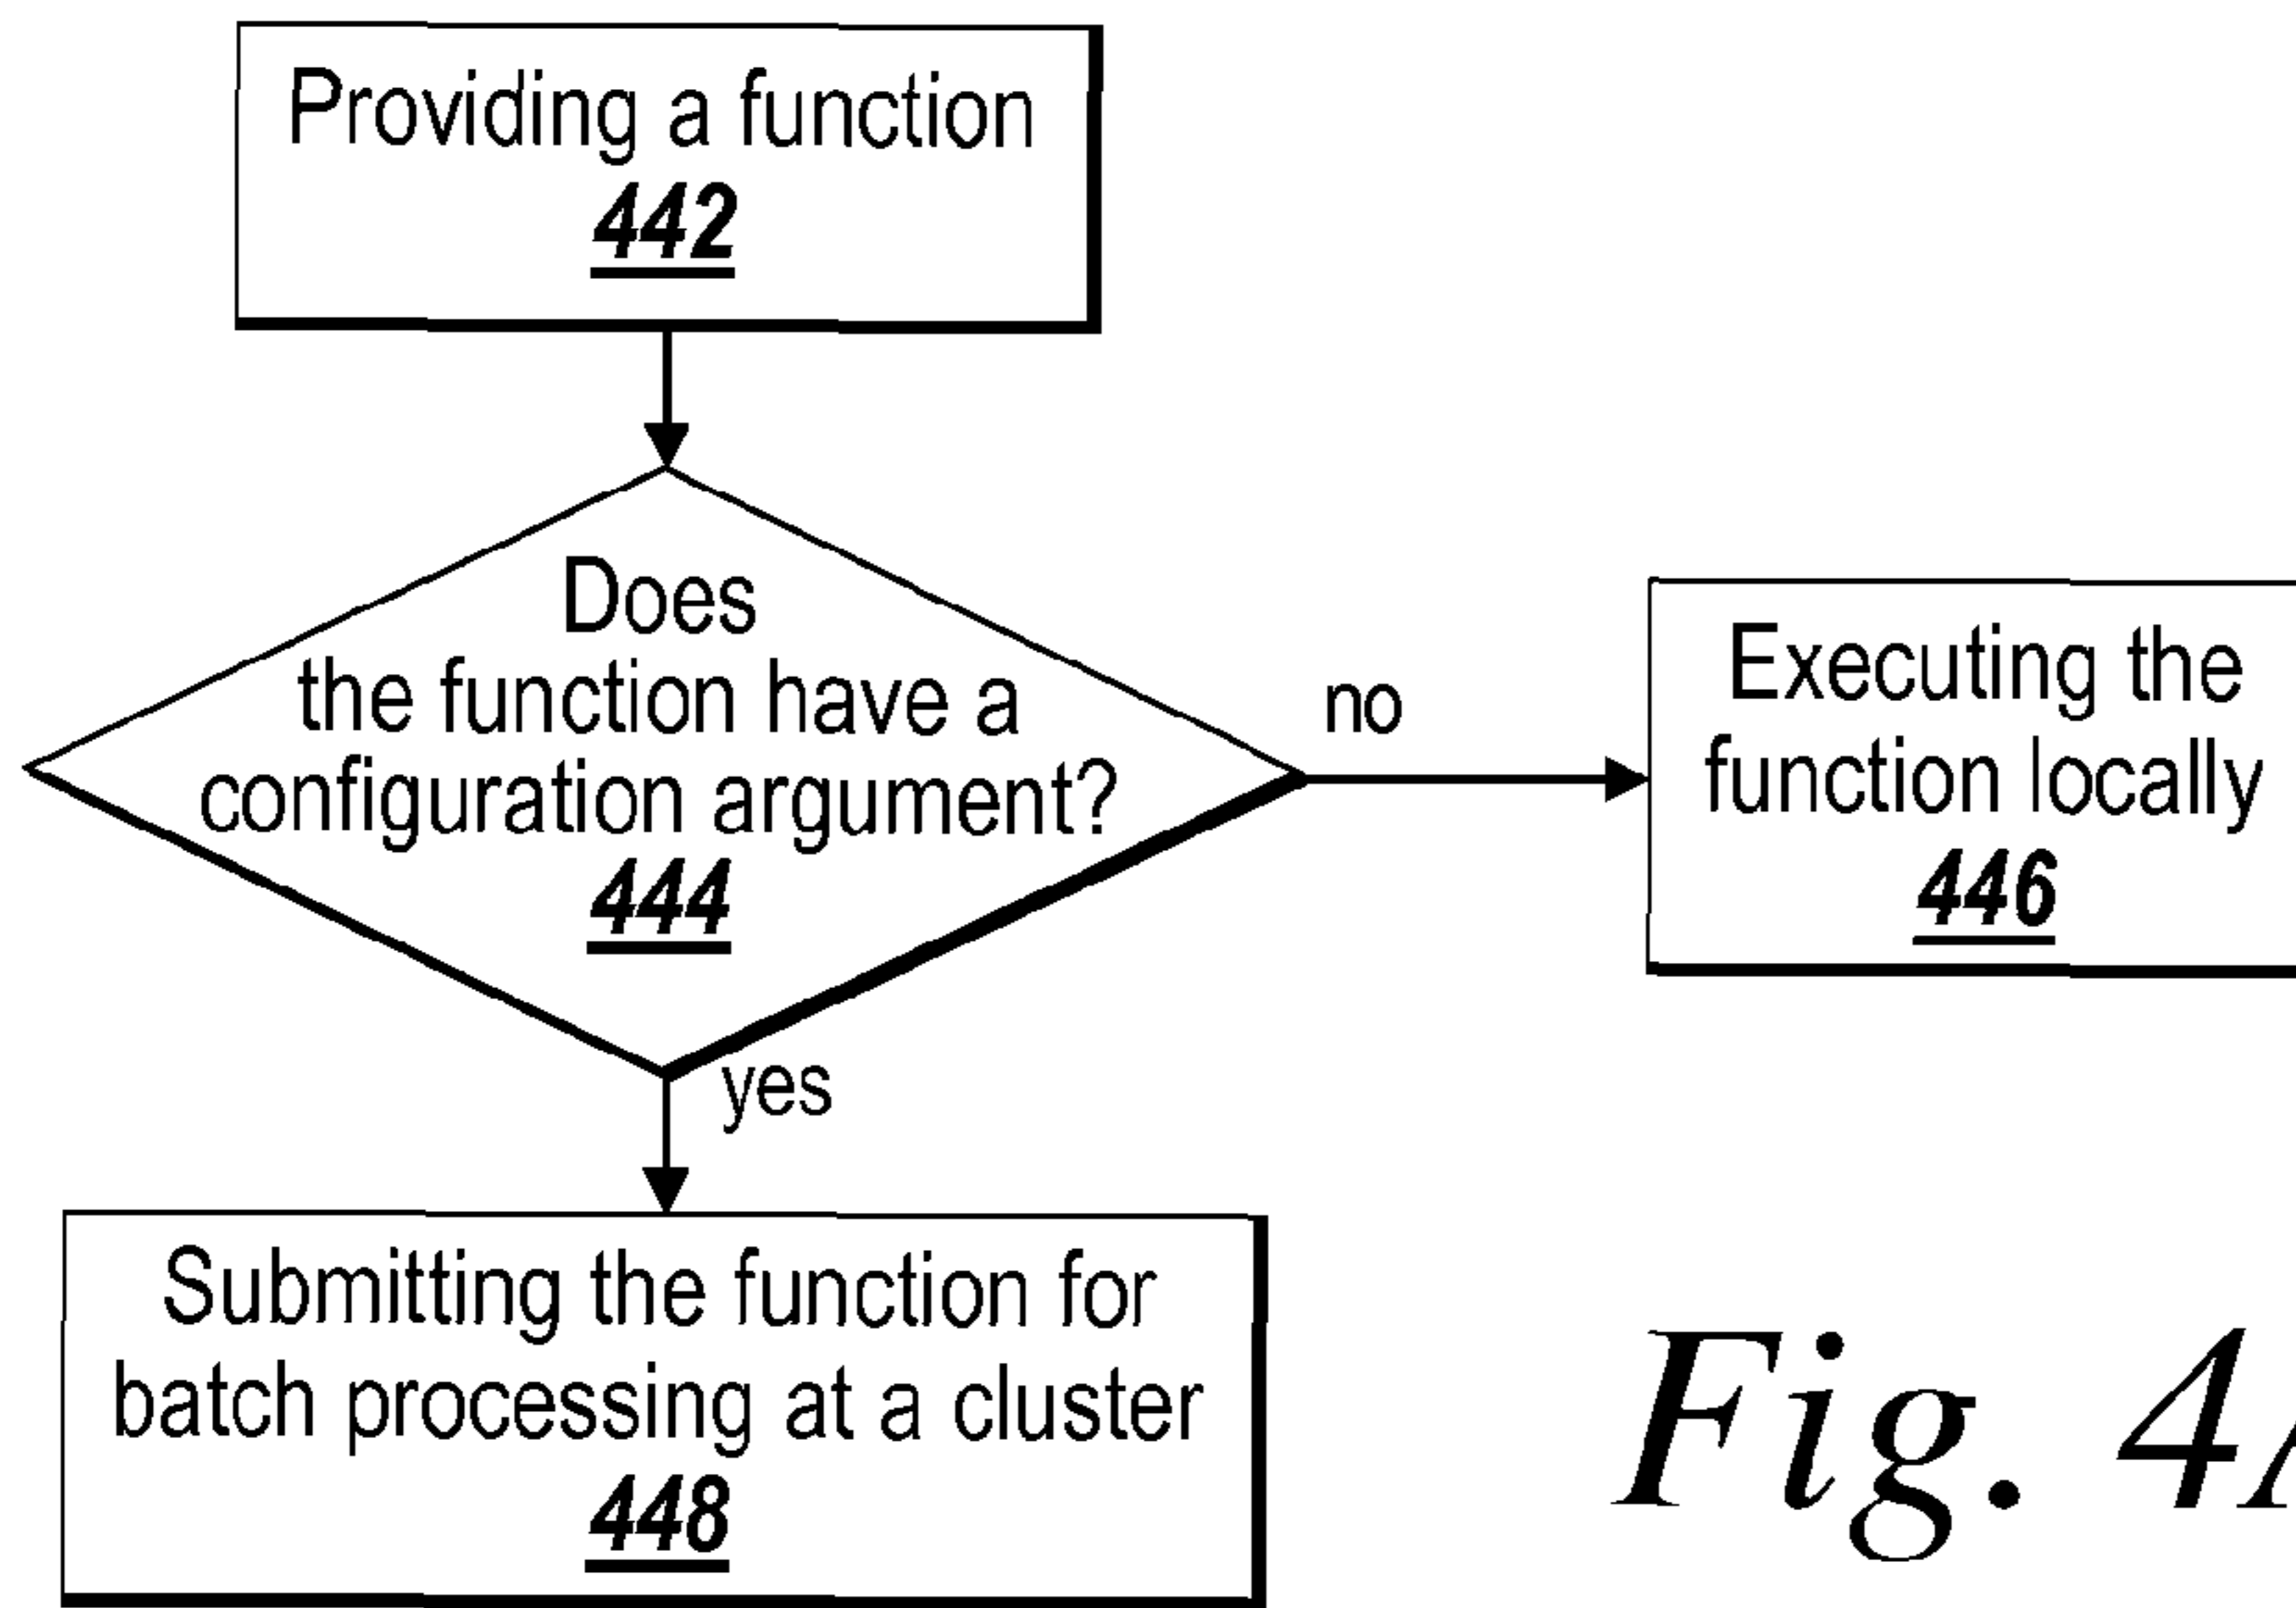 Providing a function
442
Does
the function have a
configuration argument?
444
no
Executing the
function locally
446
yes
Submitting the function for
batch processing at a cluster
448
Fig.